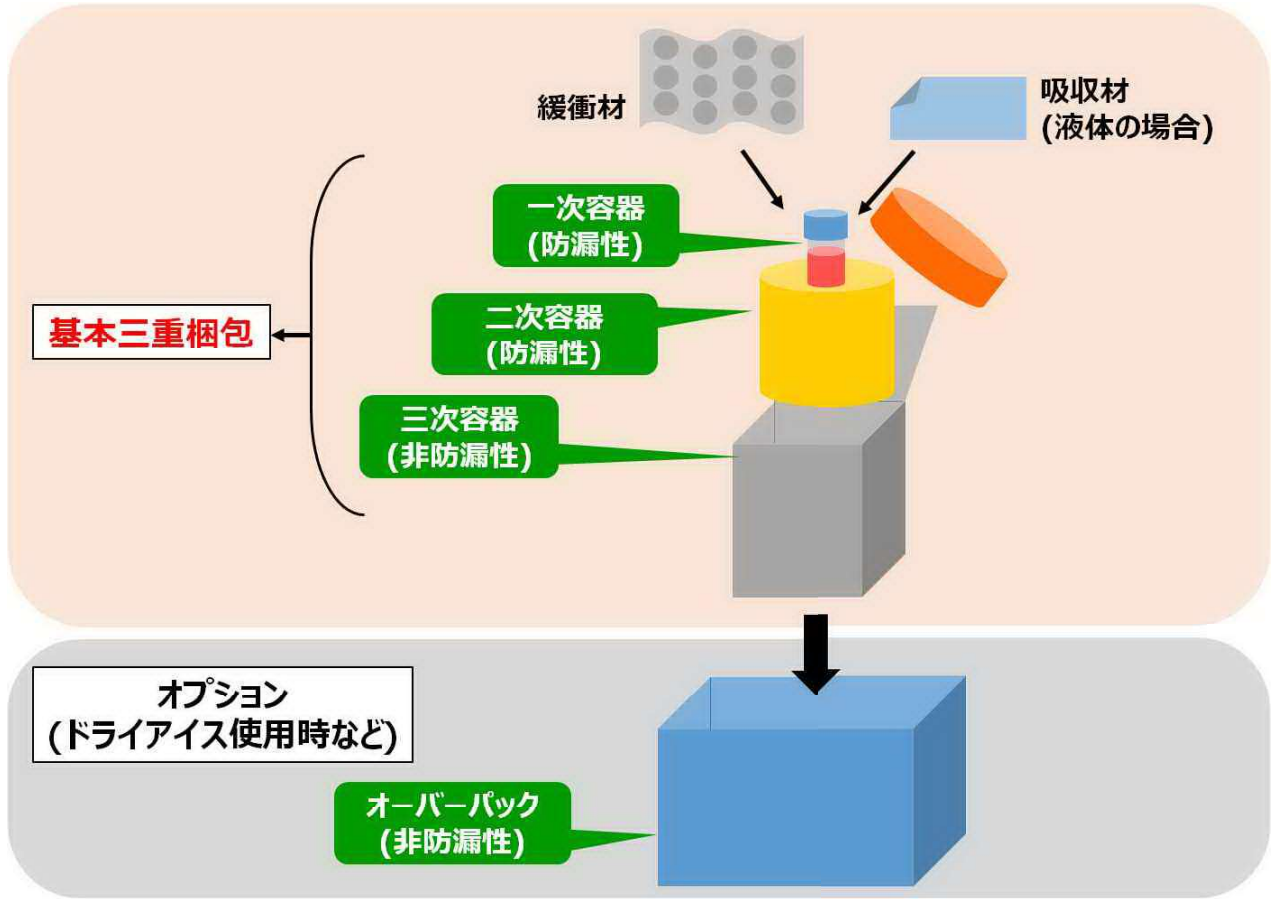 緩衝材
吸収材
(液体の場合)
一次容器
(防漏性)
二次容器
(防漏性)
基本三重梱包
三次容器
(非防漏性)
オプション
(ドライアイス使用時など)
オーバーパック
(非防漏性)